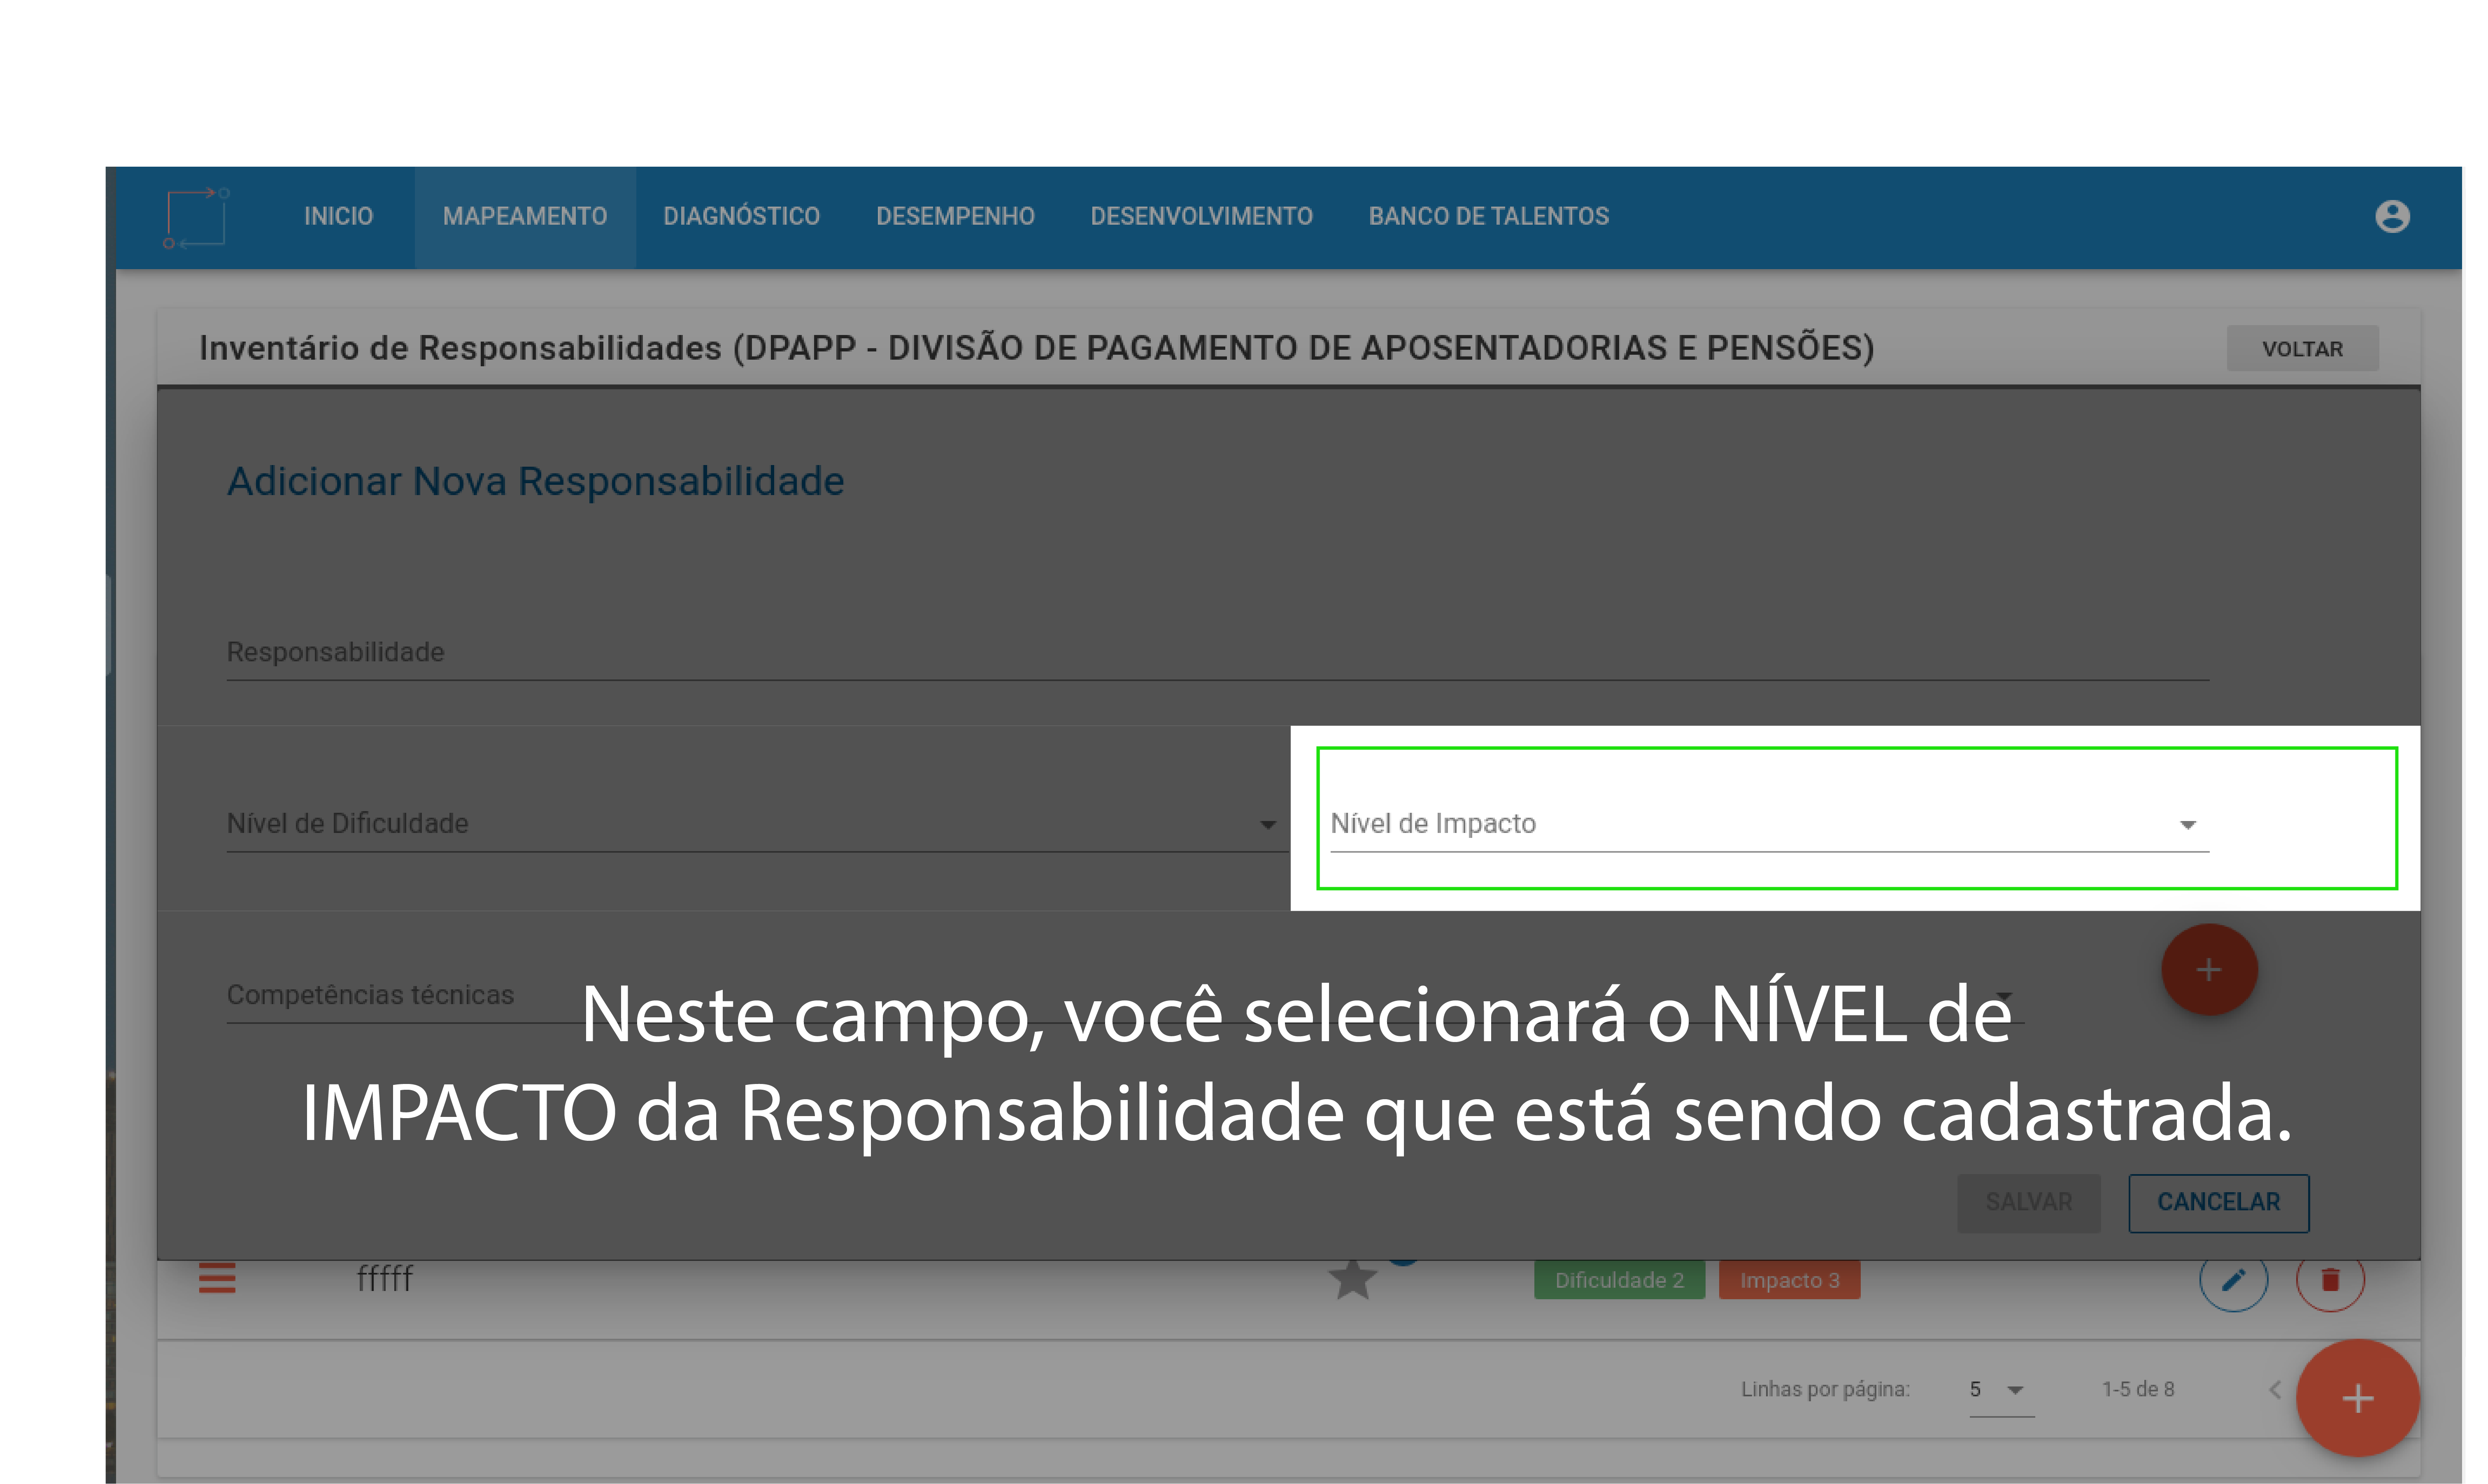 INICIO MAPEAMENTO DIAGNÓSTICO DESEMPENHO DESENVOLVIMENTO BANCO DE TALENTOS
Inventário de Responsabilidades (DPAPP - DIVISÃO DE PAGAMENTO DE APOSENTADORIAS E PENSÕES) VOLTAR
Adicionar Nova Responsabilidade
Responsabilidade
Nível de Dificuldade Nível de Impacto
Competências técnicas
Neste campo, você selecionará o NÍVEL de
IMPACTO da Responsabilidade que está sendo cadastrada.
SALVAR CANCELAR
fffff Dificuldade 2 Impacto 3
Linhas por página: 5 1-5 de 8